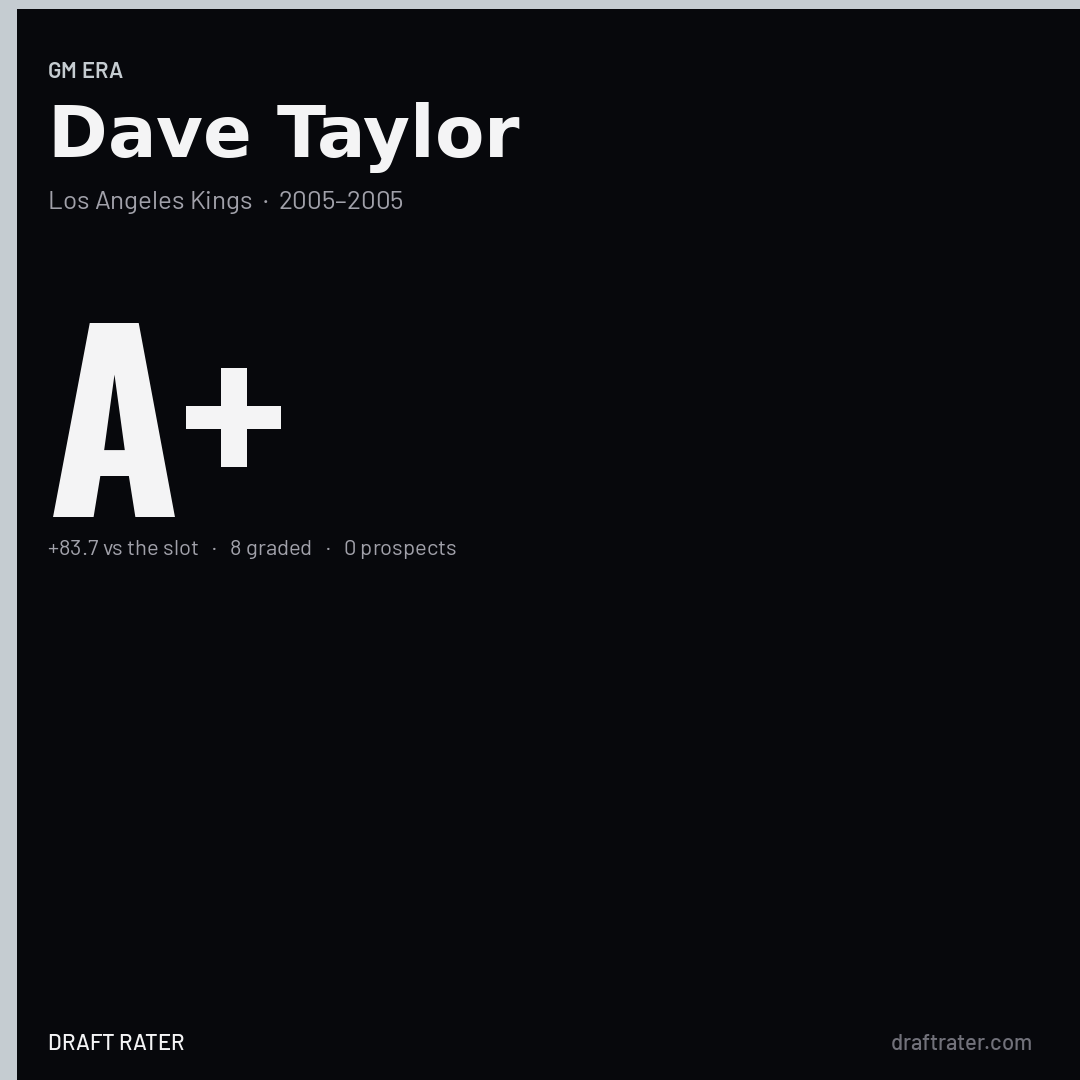 GM ERA
Dave Taylor
Los Angeles Kings · 2005–2005
A+
+83.7 vs the slot · 8 graded · 0 prospects
DRAFT RATER
draftrater.com